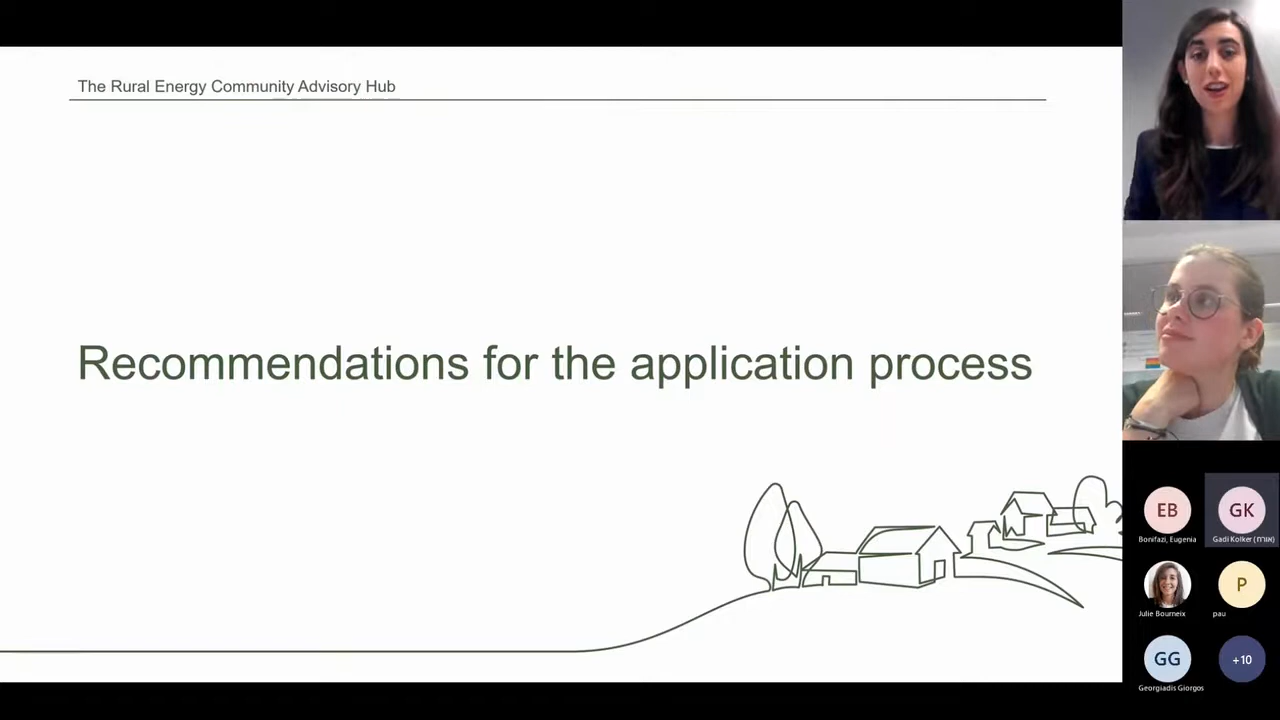 The Rural Energy Community Advisory Hub
Recommendations for the application process
EB
GK
Bonifazi, Eugenia
Gadi Kolker (אורח)
P
Julie Bourneix
pau
GG
+10
Georgiadis Giorgos